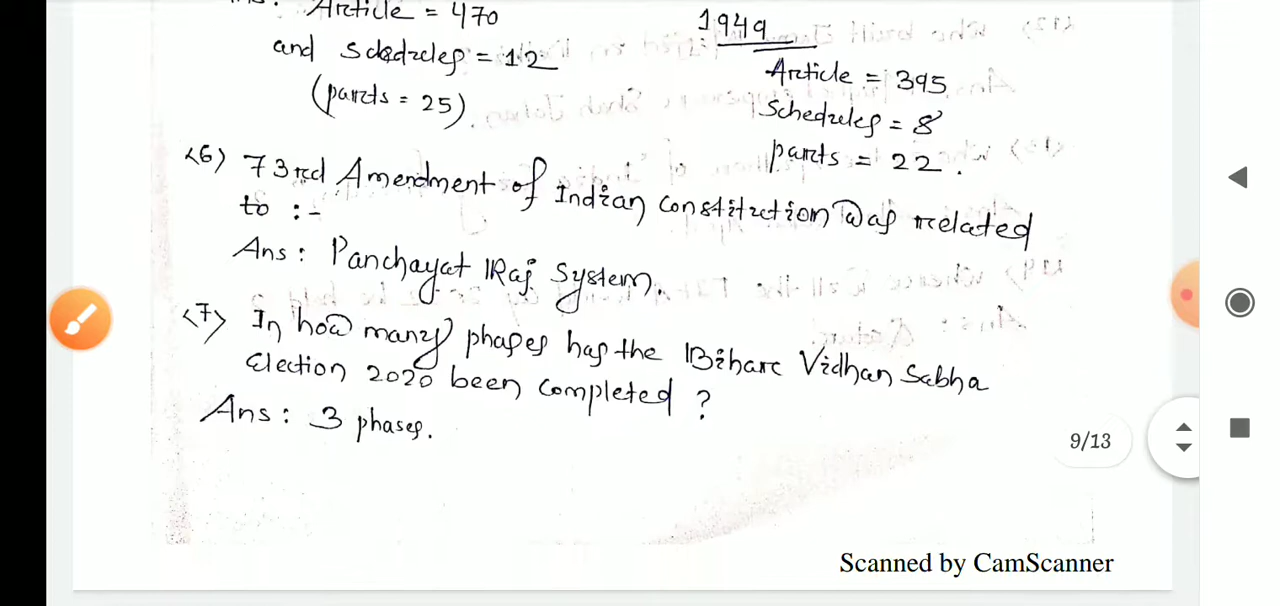 Article = 470
and Schedules = 12
(parts = 25)
1949
Article = 395
Schedules = 8
parts = 22.
<6) 73rd Amendment of Indian constitution was related
to :-
Ans: Panchayat Raj System.
<7> In how many phases has the Bihar Vidhan Sabha
Election 2020 been completed ?
Ans: 3 phases.
9/13
Scanned by CamScanner